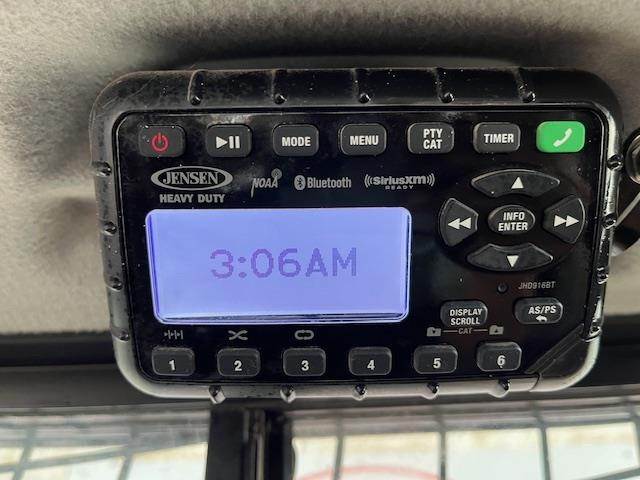 MODE
MENU
PTY
CAT
TIMER
JENSEN
HEAVY DUTY
NOAA
Bluetooth
((SiriusXM))
READY
INFO
ENTER
3:06AM
JHD916BT
DISPLAY
SCROLL
AS/PS
CAT
1
2
3
4
5
6